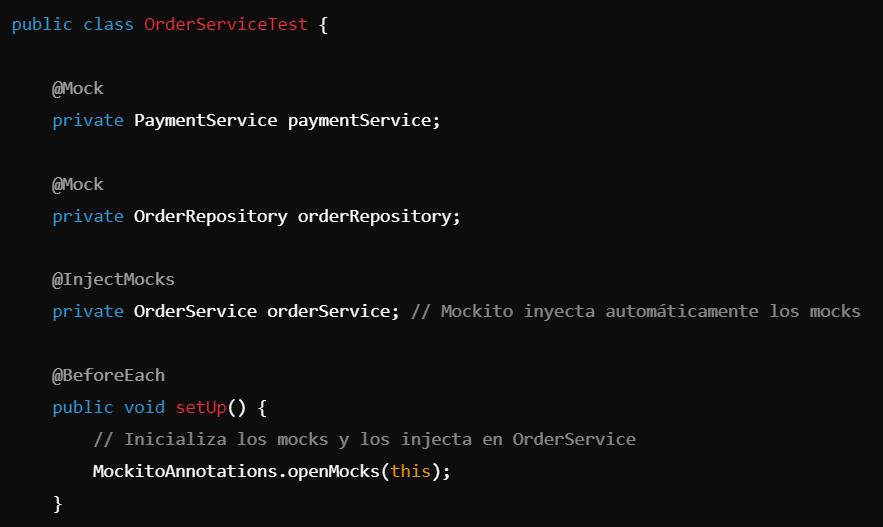 public class OrderServiceTest {
@Mock
private PaymentService paymentService;
@Mock
private OrderRepository orderRepository;
@InjectMocks
private OrderService orderService; // Mockito inyecta automáticamente los mocks
@BeforeEach
public void setUp() {
// Inicializa los mocks y los injecta en OrderService
MockitoAnnotations.openMocks(this);
}